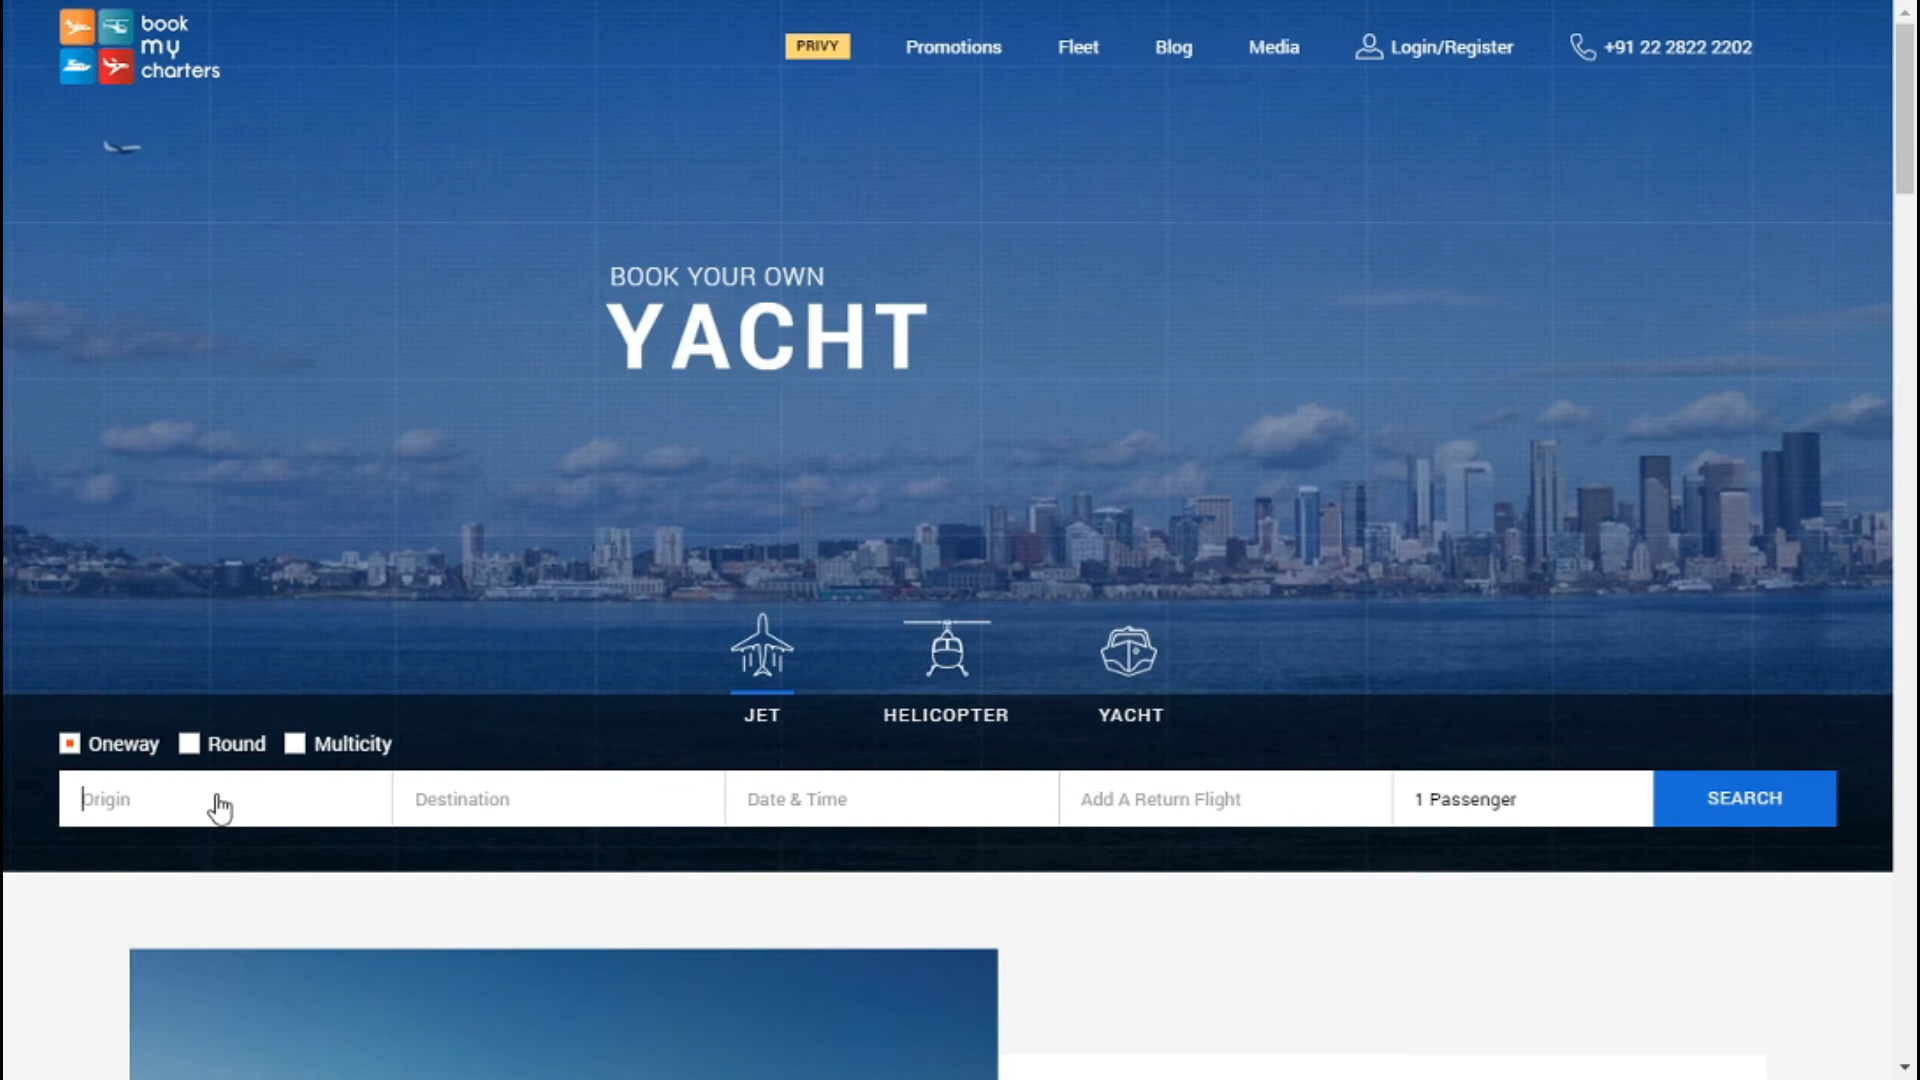 book
my
charters
PRIVY
Promotions
Fleet
Blog
Media
Login/Register
+91 22 2822 2202
BOOK YOUR OWN
YACHT
JET
HELICOPTER
YACHT
Oneway
Round
Multicity
Origin
Destination
Date & Time
Add A Return Flight
1 Passenger
SEARCH